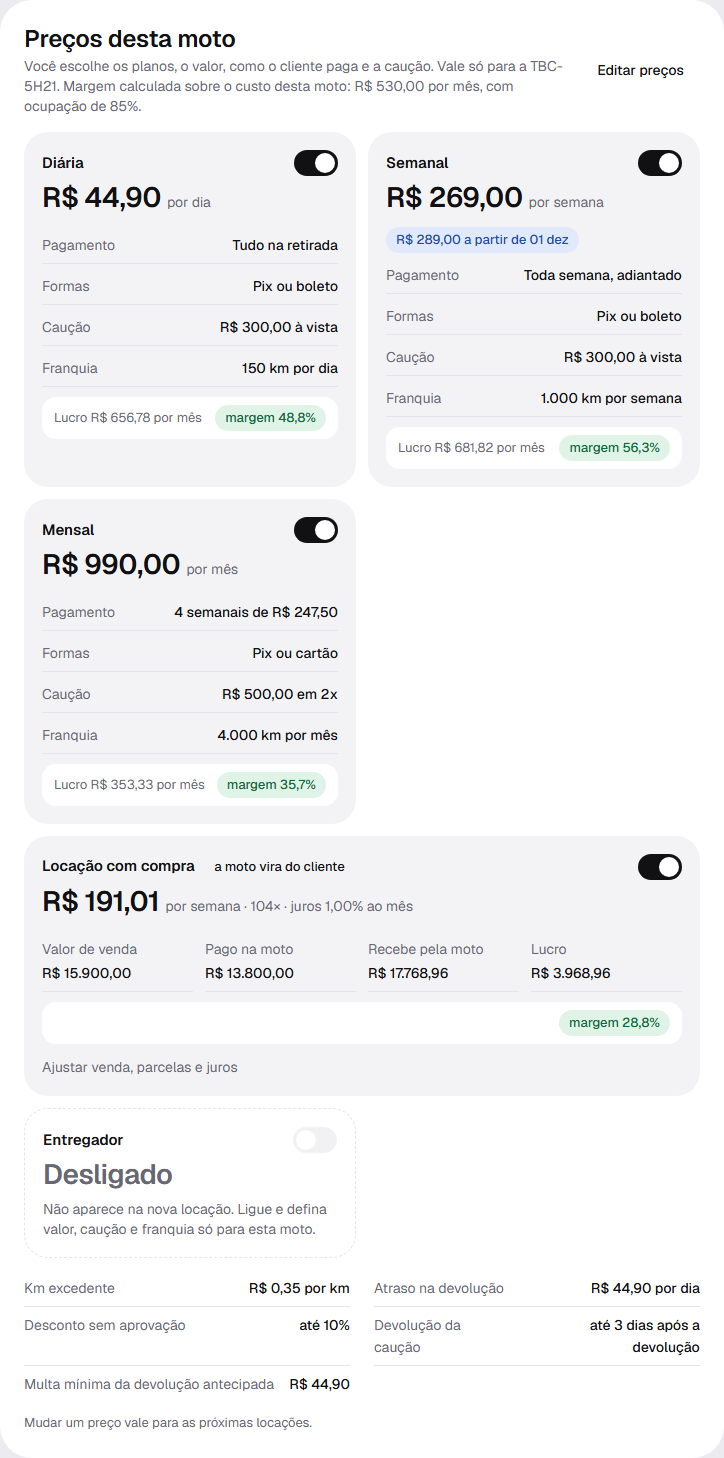 Preços desta moto
Você escolhe os planos, o valor, como o cliente paga e a caução. Vale só para a TBC-
5H21. Margem calculada sobre o custo desta moto: R$ 530,00 por mês, com
ocupação de 85%.
Editar preços
Diária
R$ 44,90 por dia
Pagamento Tudo na retirada
Formas Pix ou boleto
Caução R$ 300,00 à vista
Franquia 150 km por dia
Lucro R$ 656,78 por mês margem 48,8%
Semanal
R$ 269,00 por semana
R$ 289,00 a partir de 01 dez
Pagamento Toda semana, adiantado
Formas Pix ou boleto
Caução R$ 300,00 à vista
Franquia 1.000 km por semana
Lucro R$ 681,82 por mês margem 56,3%
Mensal
R$ 990,00 por mês
Pagamento 4 semanais de R$ 247,50
Formas Pix ou cartão
Caução R$ 500,00 em 2x
Franquia 4.000 km por mês
Lucro R$ 353,33 por mês margem 35,7%
Locação com compra a moto vira do cliente
R$ 191,01 por semana · 104× · juros 1,00% ao mês
Valor de venda Pago na moto Recebe pela moto Lucro
R$ 15.900,00 R$ 13.800,00 R$ 17.768,96 R$ 3.968,96
margem 28,8%
Ajustar venda, parcelas e juros
Entregador
Desligado
Não aparece na nova locação. Ligue e defina
valor, caução e franquia só para esta moto.
Km excedente R$ 0,35 por km
Atraso na devolução R$ 44,90 por dia
Desconto sem aprovação até 10%
Devolução da até 3 dias após a
caução devolução
Multa mínima da devolução antecipada R$ 44,90
Mudar um preço vale para as próximas locações.